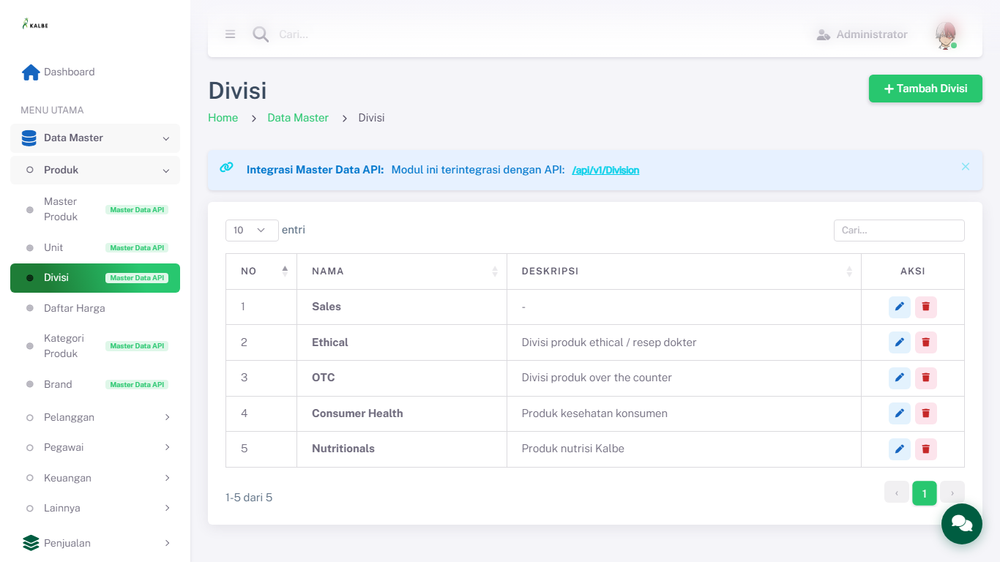 KALBE
Dashboard
MENU UTAMA
Data Master
Produk
Master
Produk
Master Data API
Unit
Master Data API
Divisi
Master Data API
Daftar Harga
Kategori
Produk
Master Data API
Brand
Master Data API
Pelanggan
Pegawai
Keuangan
Lainnya
Penjualan
Cari...
Administrator
Divisi
Tambah Divisi
Home > Data Master > Divisi
Integrasi Master Data API: Modul ini terintegrasi dengan API: /api/v1/Division
10 entri
Cari...
NO NAMA DESKRIPSI AKSI
1 Sales -
2 Ethical Divisi produk ethical / resep dokter
3 OTC Divisi produk over the counter
4 Consumer Health Produk kesehatan konsumen
5 Nutritionals Produk nutrisi Kalbe
1-5 dari 5
‹ 1 ›